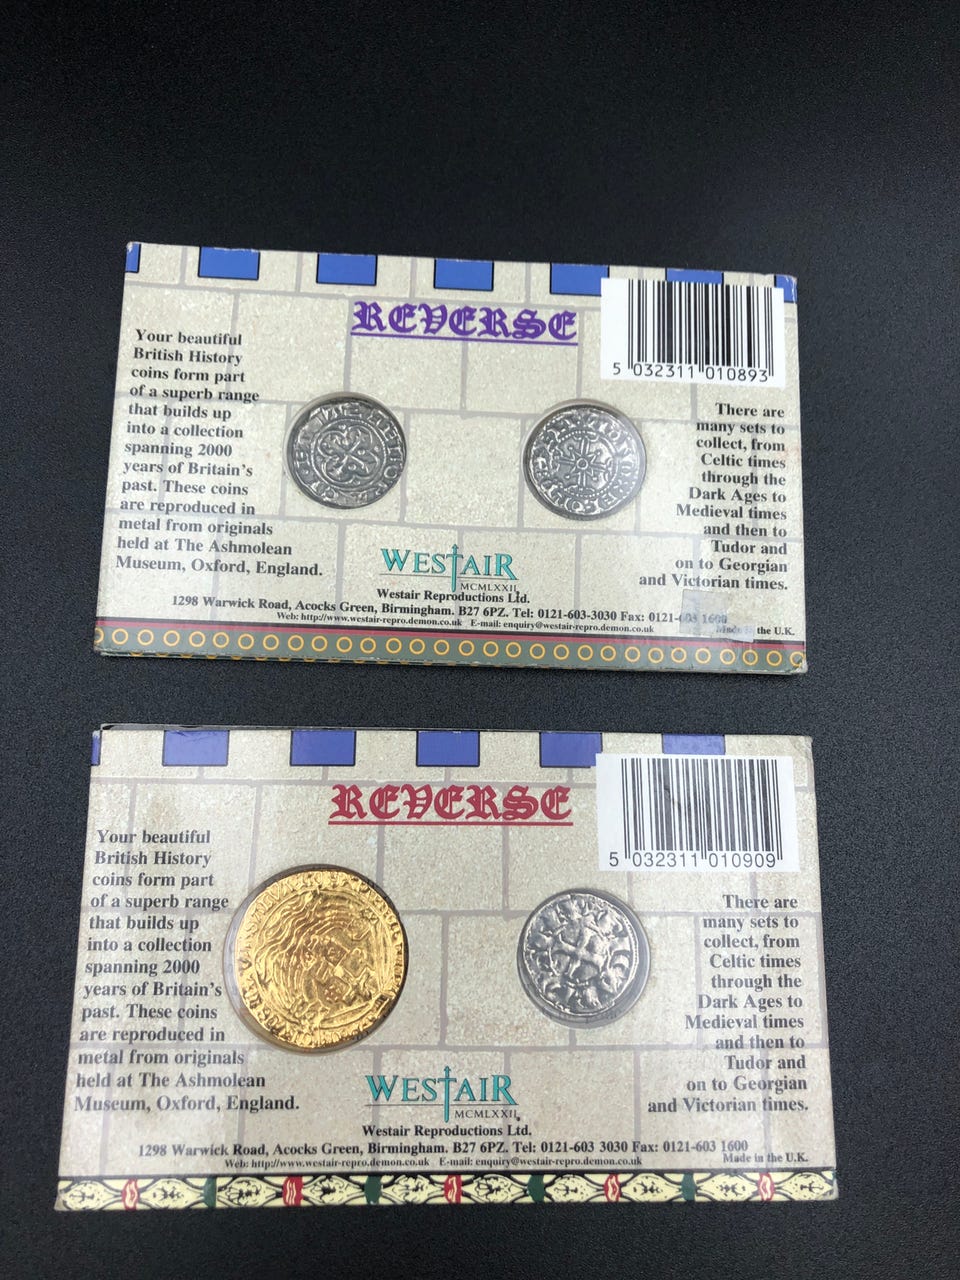 REVERSE
5 032311 010893
Your beautiful
British History
coins form part
of a superb range
that builds up
into a collection
spanning 2000
years of Britain's
past. These coins
are reproduced in
metal from originals
held at The Ashmolean
Museum, Oxford, England.
There are
many sets to
collect, from
Celtic times
through the
Dark Ages to
Medieval times
and then to
Tudor and
on to Georgian
and Victorian times.
WESTAIR
MCMLXXII
Westair Reproductions Ltd.
1298 Warwick Road, Acocks Green, Birmingham. B27 6PZ. Tel: 0121-603-3030 Fax: 0121-603 1600
Web: http://www.westair-repro.demon.co.uk E-mail: enquiry@westair-repro.demon.co.uk
Made in the U.K.
REVERSE
5 032311 010909
Your beautiful
British History
coins form part
of a superb range
that builds up
into a collection
spanning 2000
years of Britain's
past. These coins
are reproduced in
metal from originals
held at The Ashmolean
Museum, Oxford, England.
There are
many sets to
collect, from
Celtic times
through the
Dark Ages to
Medieval times
and then to
Tudor and
on to Georgian
and Victorian times.
WESTAIR
MCMLXXII
Westair Reproductions Ltd.
1298 Warwick Road, Acocks Green, Birmingham. B27 6PZ. Tel: 0121-603 3030 Fax: 0121-603 1600
Web: http://www.westair-repro.demon.co.uk E-mail: enquiry@westair-repro.demon.co.uk
Made in the U.K.